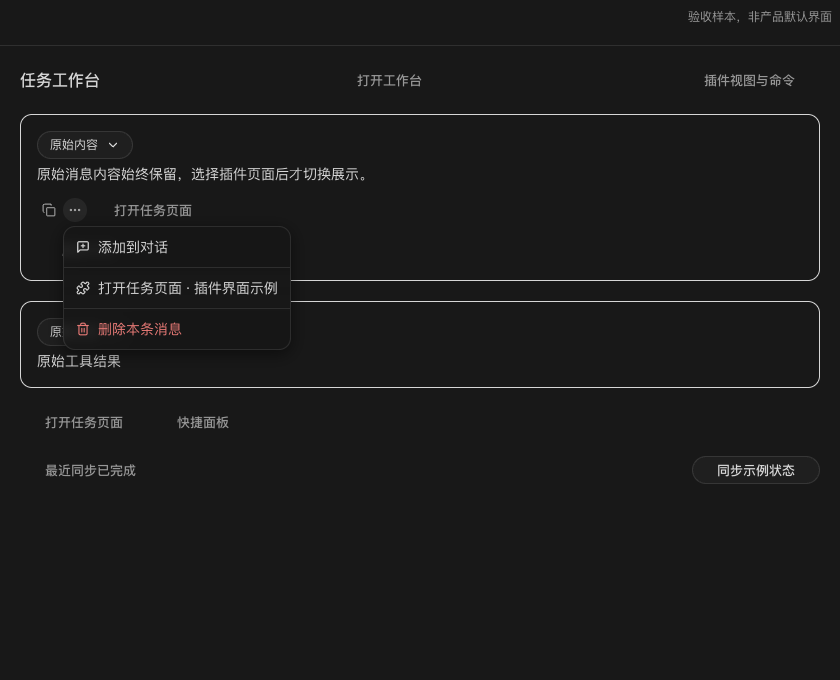 验收样本，非产品默认界面
任务工作台
打开工作台
插件视图与命令
原始内容
原始消息内容始终保留，选择插件页面后才切换展示。
打开任务页面
添加到对话
打开任务页面 · 插件界面示例
删除本条消息
原
原始工具结果
打开任务页面
快捷面板
最近同步已完成
同步示例状态